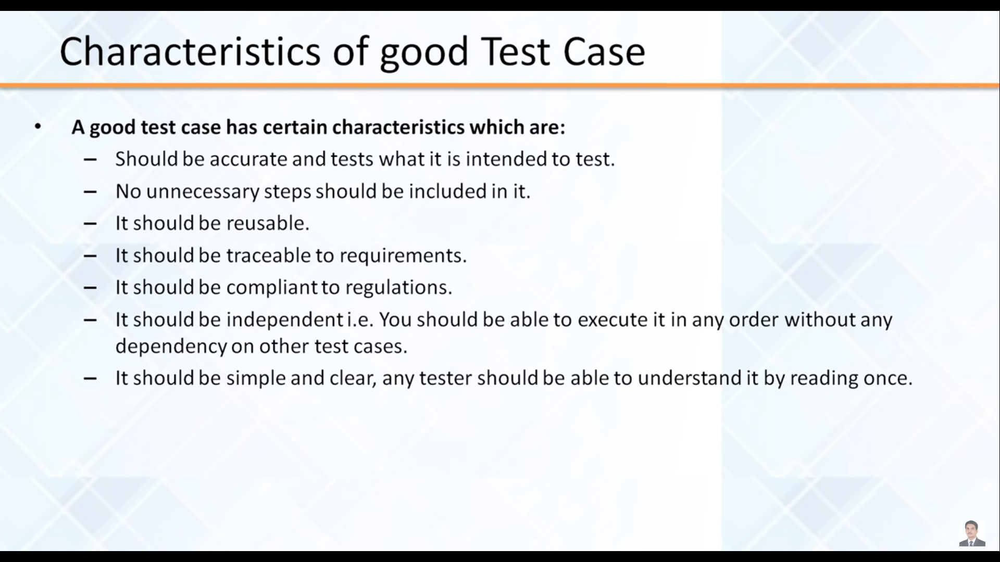 Characteristics of good Test Case
• A good test case has certain characteristics which are:
– Should be accurate and tests what it is intended to test.
– No unnecessary steps should be included in it.
– It should be reusable.
– It should be traceable to requirements.
– It should be compliant to regulations.
– It should be independent i.e. You should be able to execute it in any order without any
dependency on other test cases.
– It should be simple and clear, any tester should be able to understand it by reading once.